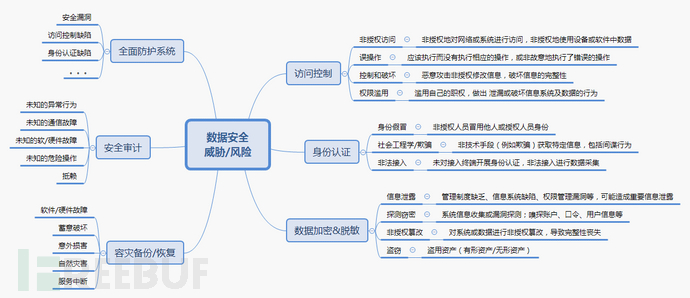 数据安全
威胁/风险
全面防护系统
安全漏洞
访问控制缺陷
身份认证缺陷
...
安全审计
未知的异常行为
未知的通信故障
未知的软/硬件故障
未知的危险操作
抵赖
容灾备份/恢复
软件/硬件故障
蓄意破坏
意外损害
自然灾害
服务中断
访问控制
非授权访问 非授权地对网络或系统进行访问，非授权地使用设备或软件中数据
误操作 应该执行而没有执行相应的操作，或非故意地执行了错误的操作
控制和破坏 恶意攻击非授权修改信息，破坏信息的完整性
权限滥用 滥用自己的职权，做出 泄漏或破坏信息系统及数据的行为
身份认证
身份假冒 非授权人员冒用他人或授权人员身份
社会工程学/欺骗 非技术手段（例如欺骗）获取特定信息，包括间谍行为
非法接入 未对接入终端开展身份认证，非法接入进行数据采集
数据加密&脱敏
信息泄露 管理制度缺乏、信息系统缺陷、权限管理漏洞等，可能造成重要信息泄露
探测窃密 系统信息收集或漏洞探测；嗅探账户、口令、用户信息等
非授权篡改 对系统或数据进行非授权篡改，导致完整性丧失
盗窃 盗用资产（有形资产/无形资产）
FREEBUF